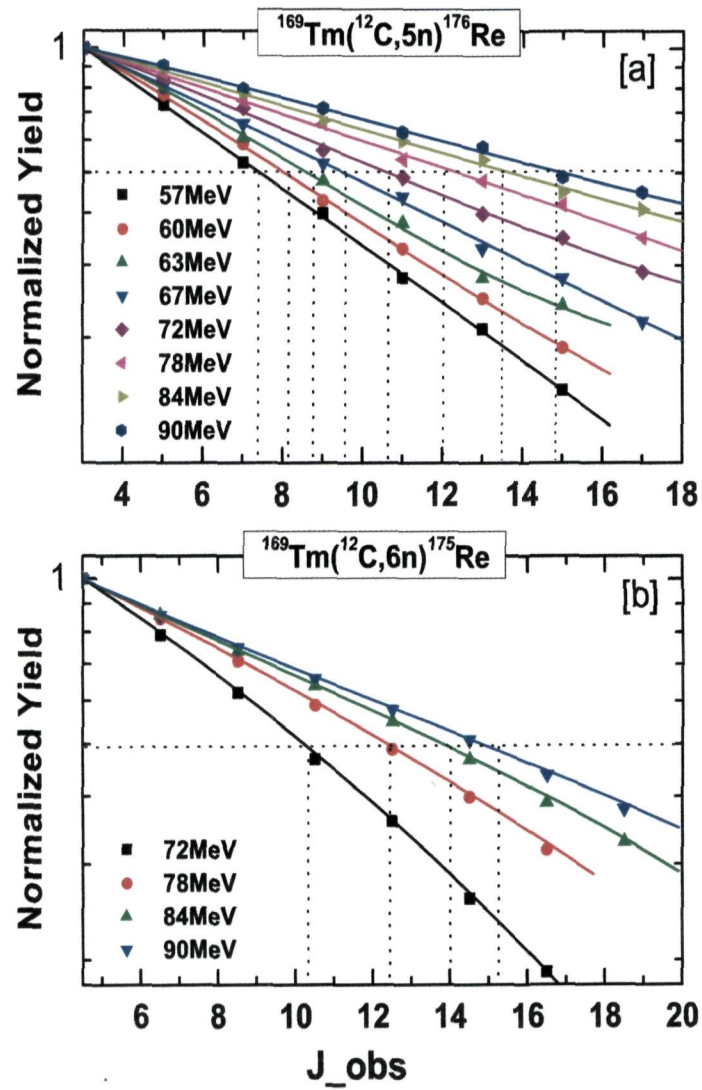 ¹⁶⁹Tm(¹²C,5n)¹⁷⁶Re
[a]
1
Normalized Yield
57MeV
60MeV
63MeV
67MeV
72MeV
78MeV
84MeV
90MeV
4 6 8 10 12 14 16 18
¹⁶⁹Tm(¹²C,6n)¹⁷⁵Re
[b]
1
Normalized Yield
72MeV
78MeV
84MeV
90MeV
6 8 10 12 14 16 18 20
J_obs